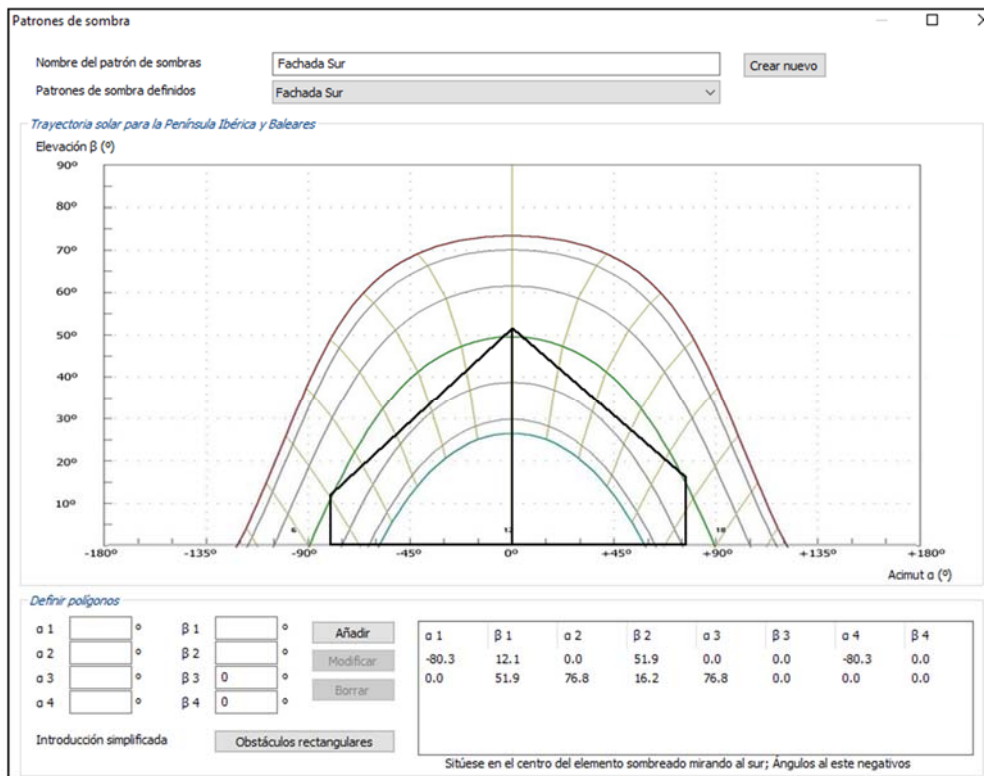 Patrones de sombra
Nombre del patrón de sombras Fachada Sur Crear nuevo
Patrones de sombra definidos Fachada Sur
Trayectoria solar para la Península Ibérica y Baleares
Elevación β (º)
90º
80º
70º
60º
50º
40º
30º
20º
10º
6 12 18
-180º -135º -90º -45º 0º +45º +90º +135º +180º
Acimut α (º)
Definir polígonos
α 1 º β 1 º Añadir
α 2 º β 2 º Modificar
α 3 º β 3 0 º Borrar
α 4 º β 4 0 º
Introducción simplificada Obstáculos rectangulares
α 1 β 1 α 2 β 2 α 3 β 3 α 4 β 4
-80.3 12.1 0.0 51.9 0.0 0.0 -80.3 0.0
0.0 51.9 76.8 16.2 76.8 0.0 0.0 0.0
Sitúese en el centro del elemento sombreado mirando al sur; Ángulos al este negativos